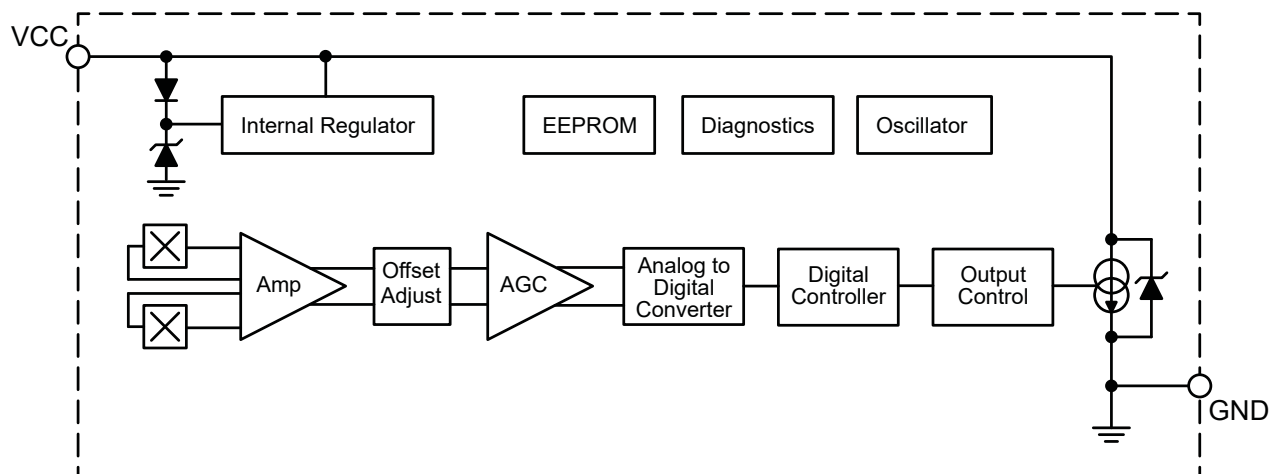 VCC
Internal Regulator
EEPROM
Diagnostics
Oscillator
Amp
Offset
Adjust
AGC
Analog to
Digital
Converter
Digital
Controller
Output
Control
GND